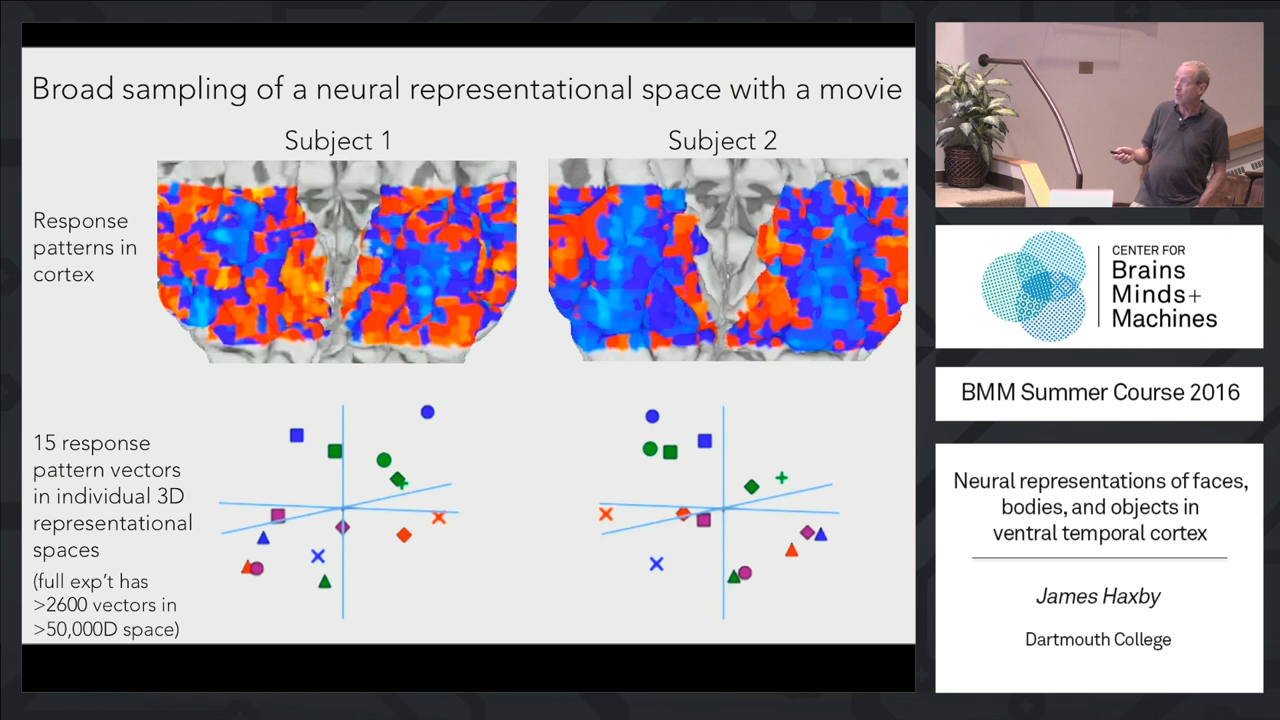 Broad sampling of a neural representational space with a movie
Subject 1
Subject 2
Response
patterns in
cortex
15 response
pattern vectors
in individual 3D
representational
spaces
(full exp't has
>2600 vectors in
>50,000D space)
CENTER FOR
Brains
Minds+
Machines
BMM Summer Course 2016
Neural representations of faces,
bodies, and objects in
ventral temporal cortex
James Haxby
Dartmouth College